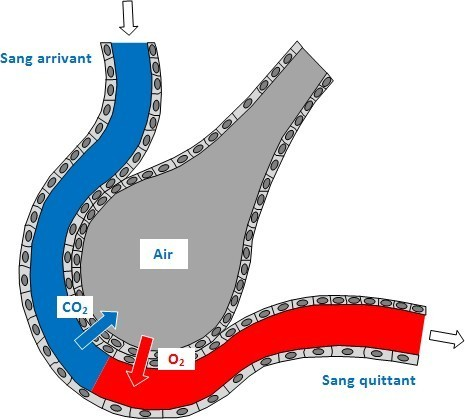 Sang arrivant
Air
CO₂
O₂
Sang quittant